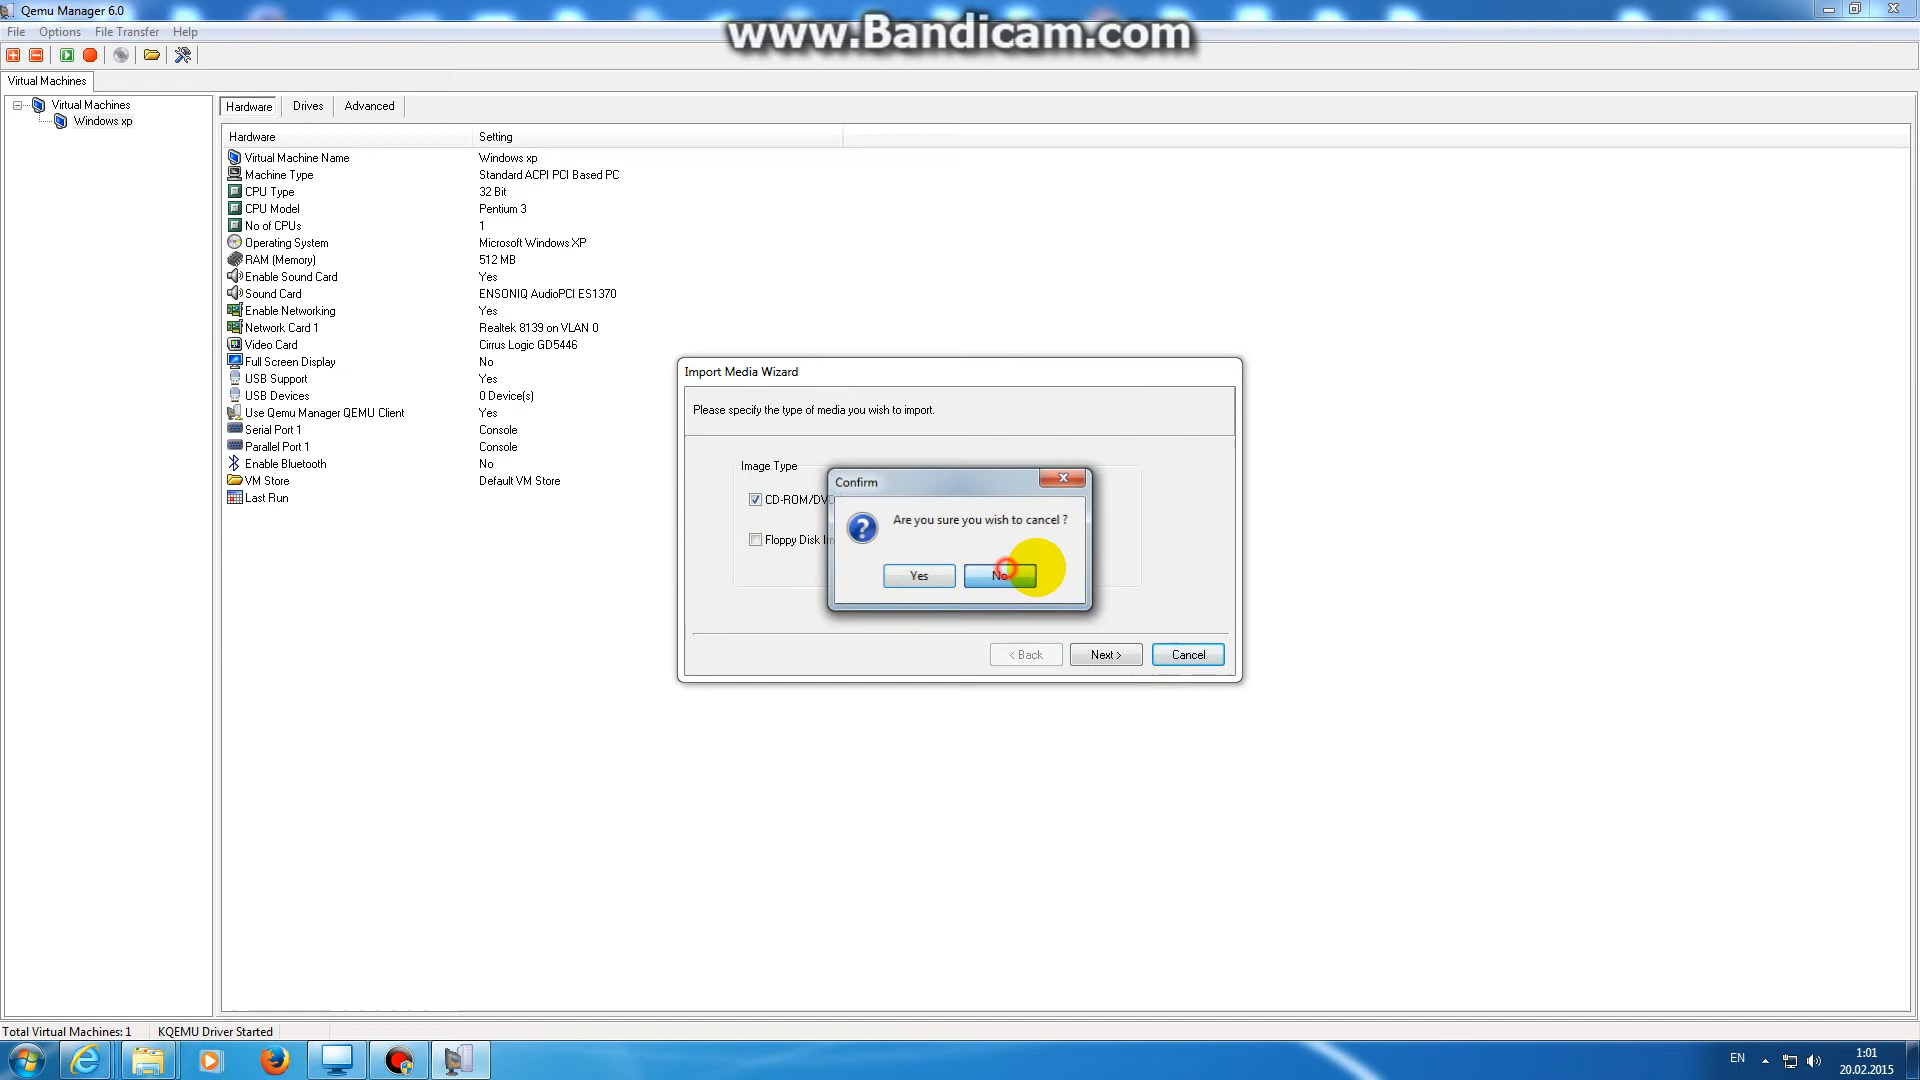 Qemu Manager 6.0
www.Bandicam.com
File Options File Transfer Help
Virtual Machines
Virtual Machines
Windows xp
Hardware Drives Advanced
Hardware Setting
Virtual Machine Name Windows xp
Machine Type Standard ACPI PCI Based PC
CPU Type 32 Bit
CPU Model Pentium 3
No of CPUs 1
Operating System Microsoft Windows XP
RAM (Memory) 512 MB
Enable Sound Card Yes
Sound Card ENSONIQ AudioPCI ES1370
Enable Networking Yes
Network Card 1 Realtek 8139 on VLAN 0
Video Card Cirrus Logic GD5446
Full Screen Display No
USB Support Yes
USB Devices 0 Device(s)
Use Qemu Manager QEMU Client Yes
Serial Port 1 Console
Parallel Port 1 Console
Enable Bluetooth No
VM Store Default VM Store
Last Run
Import Media Wizard
Please specify the type of media you wish to import.
Image Type
CD-ROM/DVD
Floppy Disk
Confirm
Are you sure you wish to cancel ?
Yes No
< Back Next > Cancel
Total Virtual Machines: 1 KQEMU Driver Started
EN
1:01
20.02.2015